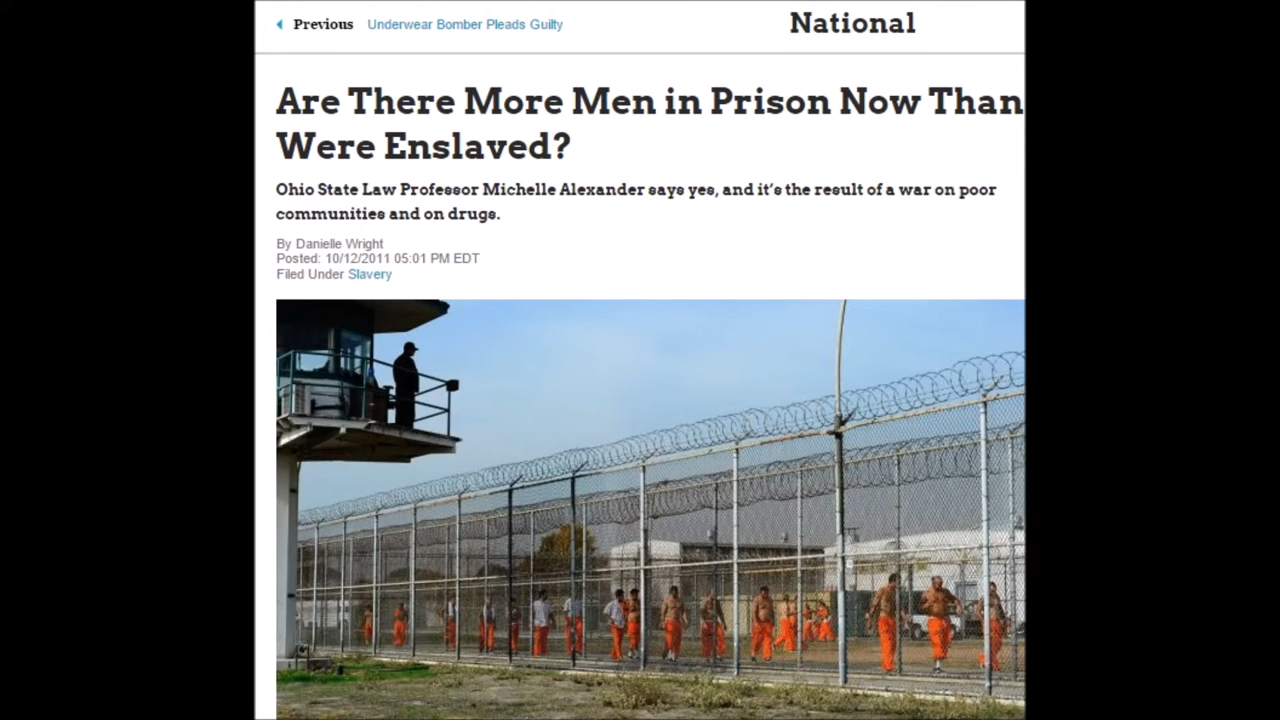 Previous Underwear Bomber Pleads Guilty
National
Are There More Men in Prison Now Than
Were Enslaved?
Ohio State Law Professor Michelle Alexander says yes, and it's the result of a war on poor
communities and on drugs.
By Danielle Wright
Posted: 10/12/2011 05:01 PM EDT
Filed Under Slavery